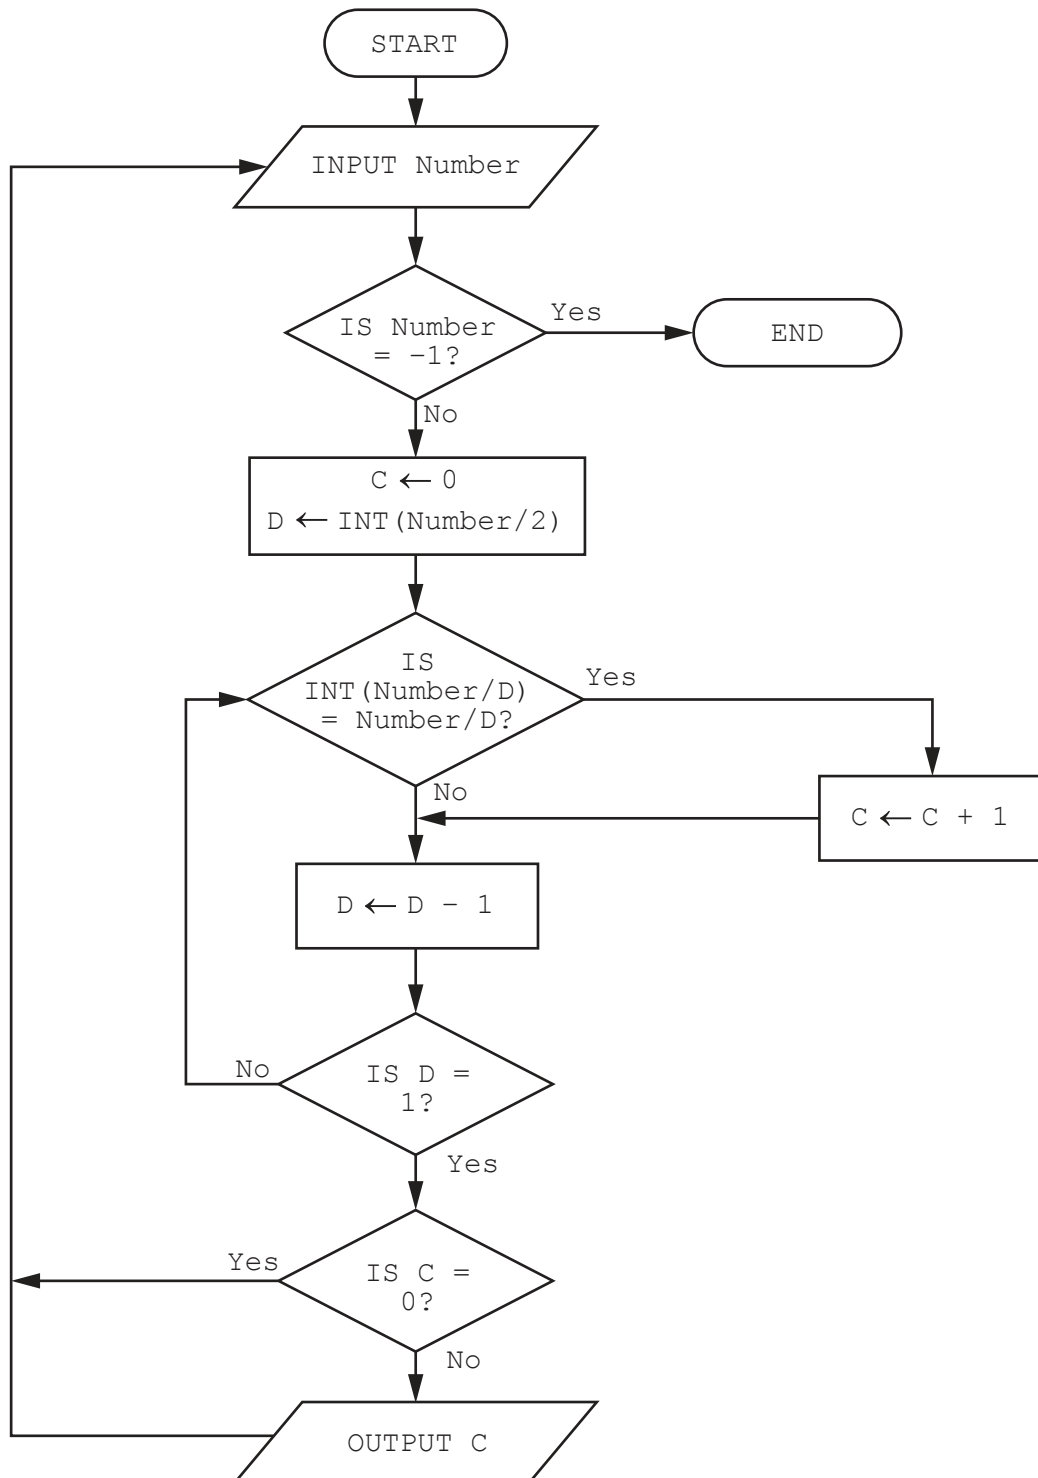 START
INPUT Number
IS Number
= –1?
Yes
END
No
C ← 0
D ← INT(Number/2)
IS
INT(Number/D)
= Number/D?
Yes
No
C ← C + 1
D ← D – 1
No
IS D =
1?
Yes
Yes
IS C =
0?
No
OUTPUT C